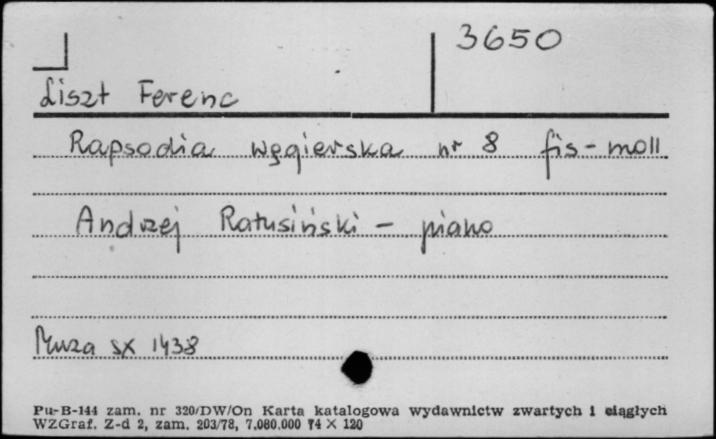 3650
Liszt Ferenc
Rapsodia węgierska nr 8 fis-moll
Andrzej Ratusiński - piano
Muza SX 1438
Pu-B-144 zam. nr 320/DW/On Karta katalogowa wydawnictw zwartych i ciągłych
WZGraf. Z-d 2, zam. 203/78, 7.080.000 74 X 120